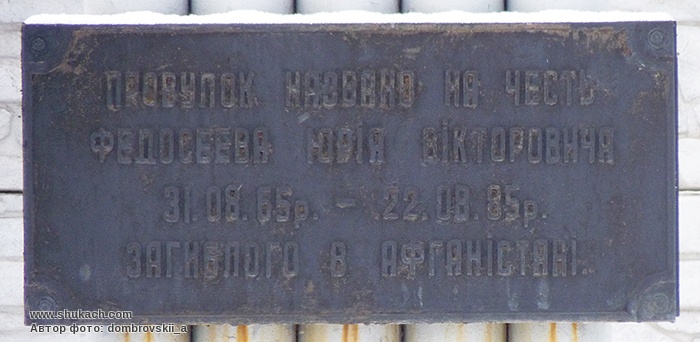 ПРОВУЛОК НАЗВАНО НА ЧЕСТЬ
ФЕДОСЕЕВА ЮРІЯ ВІКТОРОВИЧА
31.08.65р. - 22.08.85р.
ЗАГИБЛОГО В АФГАНІСТАНІ.
www.shukach.com
Автор фото: dombrovskii_a